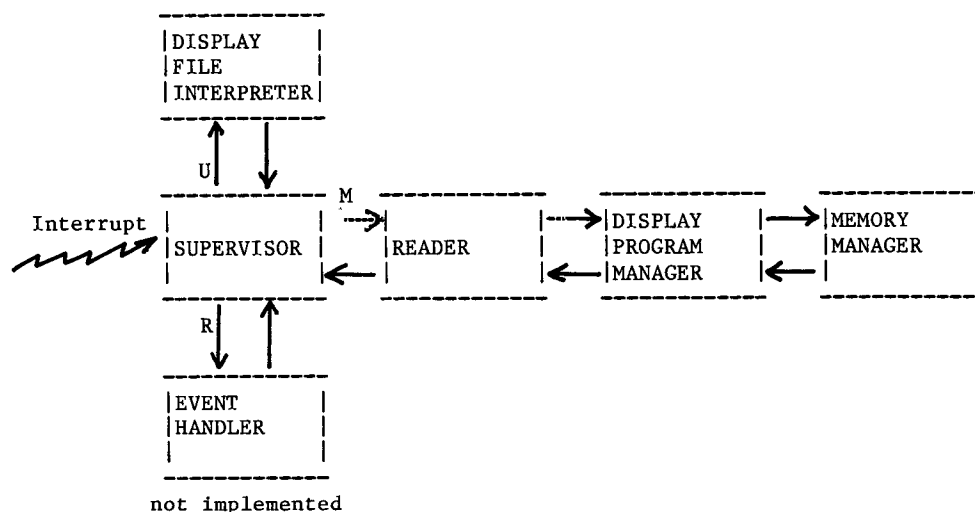 DISPLAY
FILE
INTERPRETER
U
M
Interrupt
SUPERVISOR
READER
DISPLAY
PROGRAM
MANAGER
MEMORY
MANAGER
R
EVENT
HANDLER
not implemented